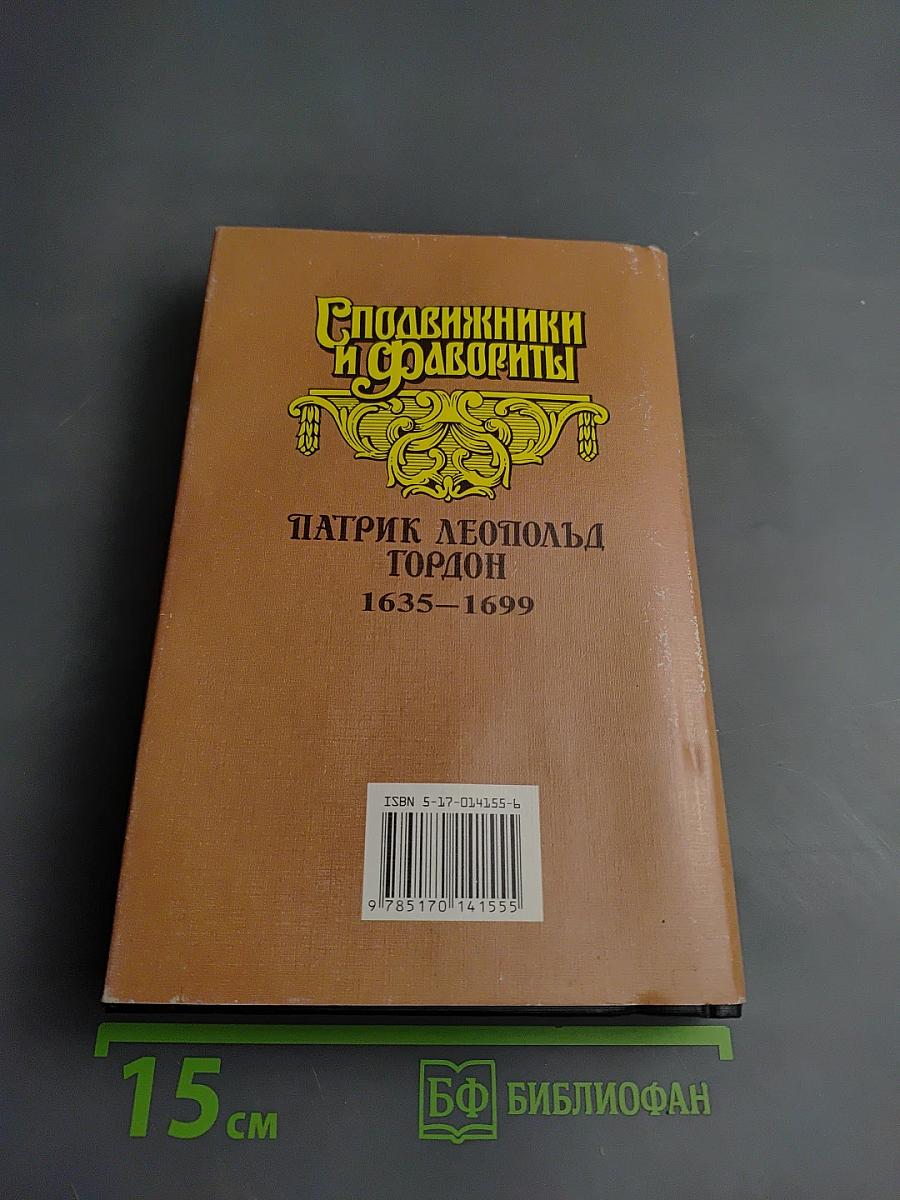 Сподвижники
и Фавориты
ПАТРИК ЛЕОПОЛЬД
ГОРДОН
1635—1699
ISBN 5-17-014155-6
9 785170 141555
15 см
БФ БИБЛИОФАН